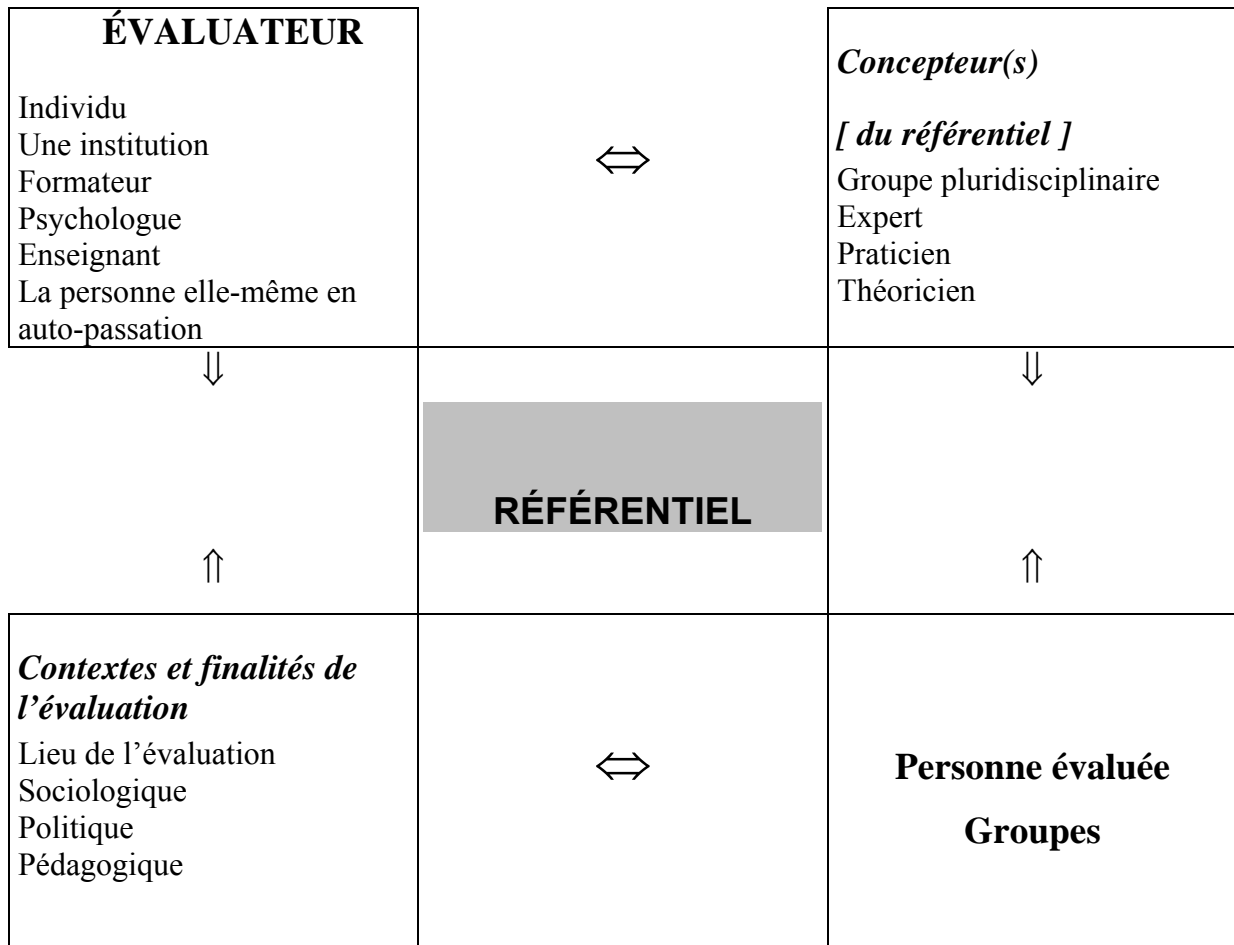 ÉVALUATEUR
Individu
Une institution
Formateur
Psychologue
Enseignant
La personne elle-même en
auto-passation
⇔
Concepteur(s)
[ du référentiel ]
Groupe pluridisciplinaire
Expert
Praticien
Théoricien
⇓
⇓
RÉFÉRENTIEL
⇑
⇑
Contextes et finalités de
l’évaluation
Lieu de l’évaluation
Sociologique
Politique
Pédagogique
⇔
Personne évaluée
Groupes